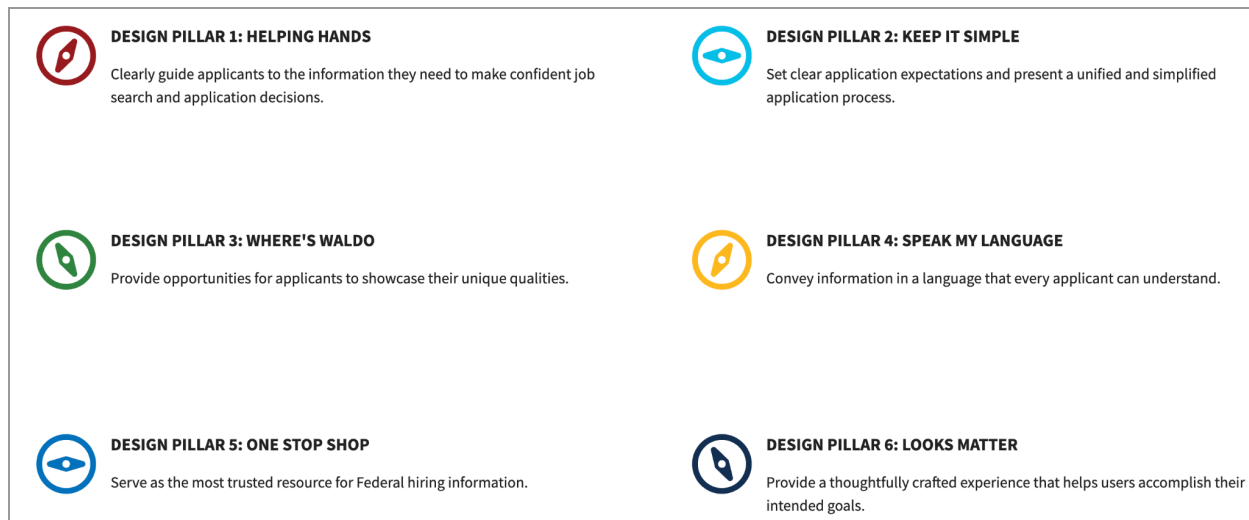 DESIGN PILLAR 1: HELPING HANDS
Clearly guide applicants to the information they need to make confident job
search and application decisions.
DESIGN PILLAR 2: KEEP IT SIMPLE
Set clear application expectations and present a unified and simplified
application process.
DESIGN PILLAR 3: WHERE'S WALDO
Provide opportunities for applicants to showcase their unique qualities.
DESIGN PILLAR 4: SPEAK MY LANGUAGE
Convey information in a language that every applicant can understand.
DESIGN PILLAR 5: ONE STOP SHOP
Serve as the most trusted resource for Federal hiring information.
DESIGN PILLAR 6: LOOKS MATTER
Provide a thoughtfully crafted experience that helps users accomplish their
intended goals.